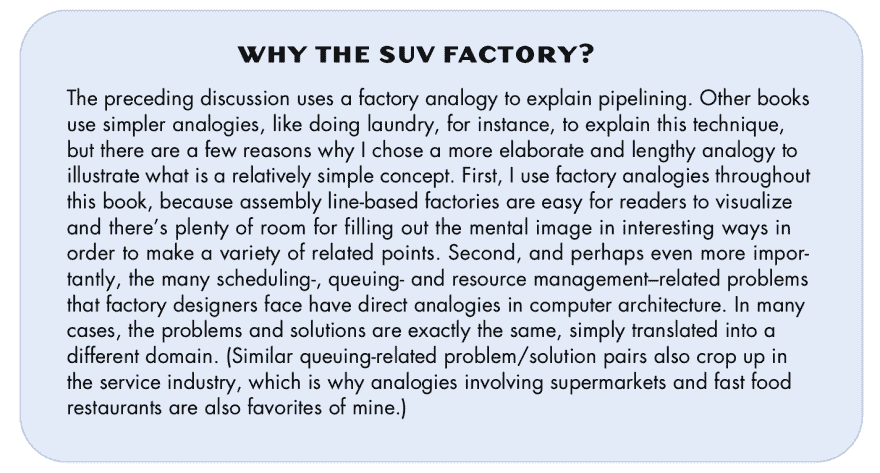 WHY THE SUV FACTORY?
The preceding discussion uses a factory analogy to explain pipelining. Other books
use simpler analogies, like doing laundry, for instance, to explain this technique,
but there are a few reasons why I chose a more elaborate and lengthy analogy to
illustrate what is a relatively simple concept. First, I use factory analogies throughout
this book, because assembly line-based factories are easy for readers to visualize
and there's plenty of room for filling out the mental image in interesting ways in
order to make a variety of related points. Second, and perhaps even more impor-
tantly, the many scheduling-, queuing- and resource management–related problems
that factory designers face have direct analogies in computer architecture. In many
cases, the problems and solutions are exactly the same, simply translated into a
different domain. (Similar queuing-related problem/solution pairs also crop up in
the service industry, which is why analogies involving supermarkets and fast food
restaurants are also favorites of mine.)